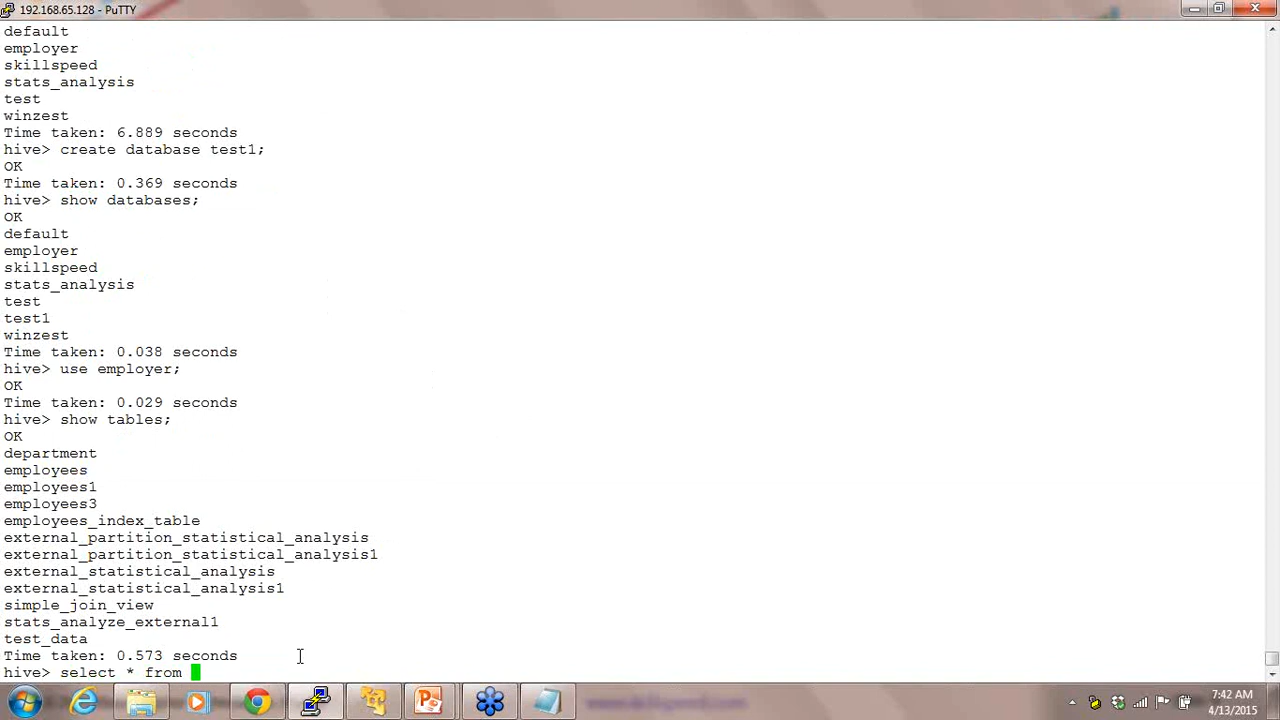 192.168.65.128 - PuTTY
default
employer
skillspeed
stats_analysis
test
winzest
Time taken: 6.889 seconds
hive> create database test1;
OK
Time taken: 0.369 seconds
hive> show databases;
OK
default
employer
skillspeed
stats_analysis
test
test1
winzest
Time taken: 0.038 seconds
hive> use employer;
OK
Time taken: 0.029 seconds
hive> show tables;
OK
department
employees
employees1
employees3
employees_index_table
external_partition_statistical_analysis
external_partition_statistical_analysis1
external_statistical_analysis
external_statistical_analysis1
simple_join_view
stats_analyze_external1
test_data
Time taken: 0.573 seconds
hive> select * from
7:42 AM
4/13/2015